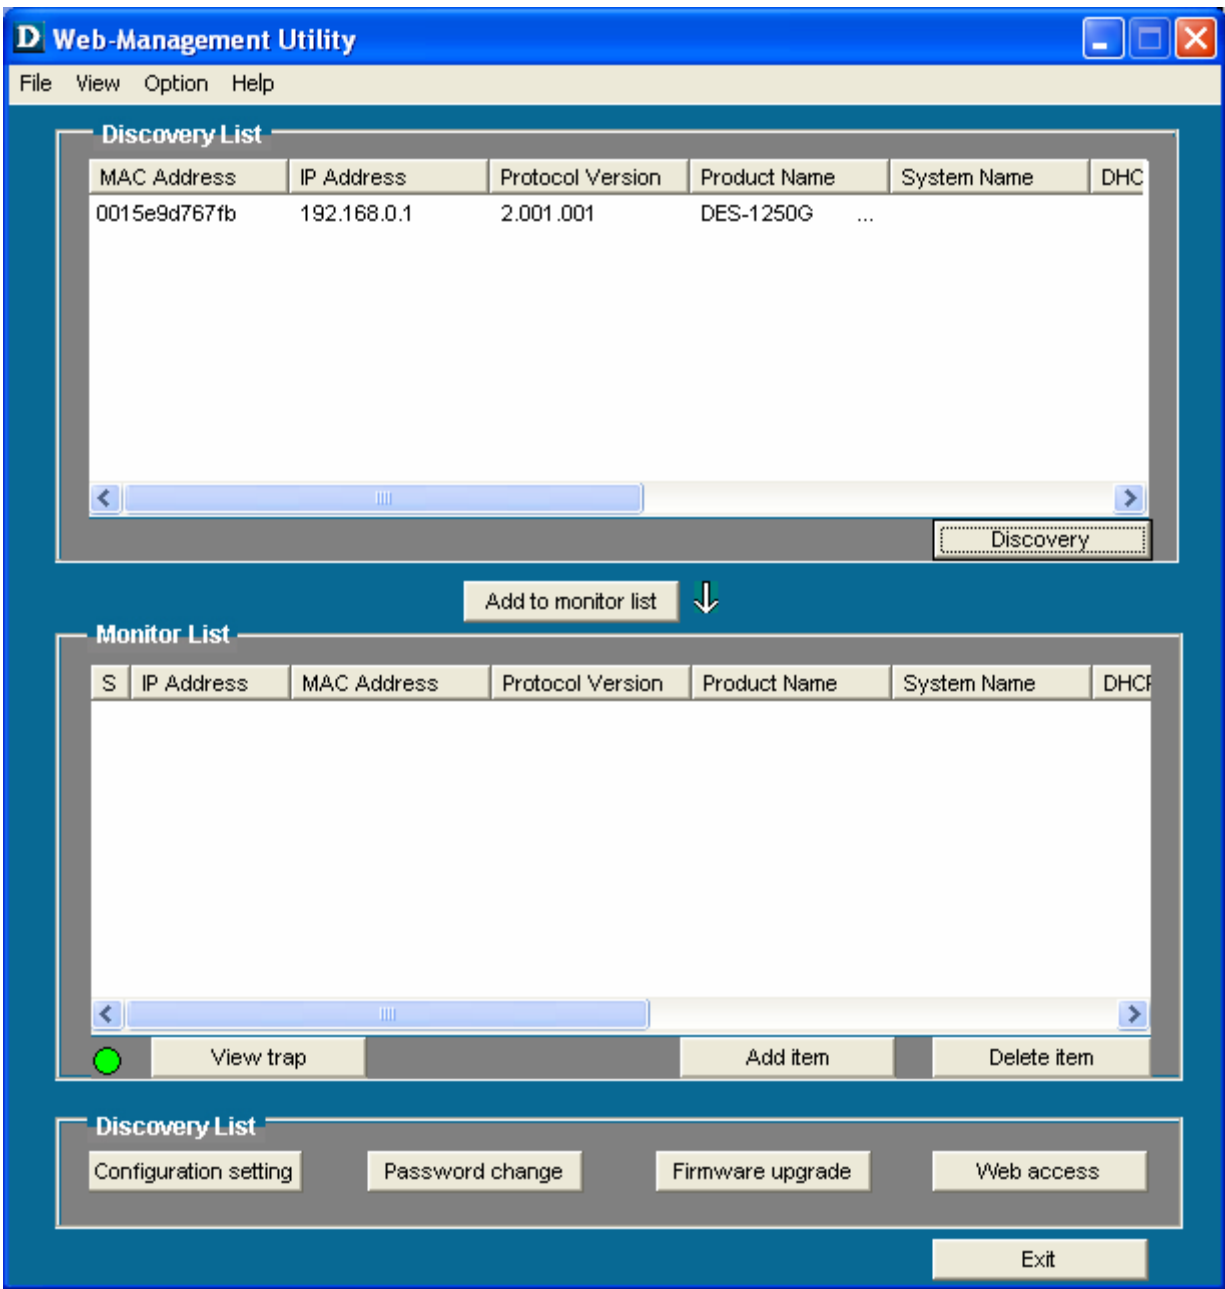 D Web-Management Utility
File View Option Help
Discovery List
MAC Address IP Address Protocol Version Product Name System Name DHC
0015e9d767fb 192.168.0.1 2.001.001 DES-1250G ...
Discovery
Add to monitor list
Monitor List
S IP Address MAC Address Protocol Version Product Name System Name DHCP
View trap Add item Delete item
Discovery List
Configuration setting Password change Firmware upgrade Web access
Exit